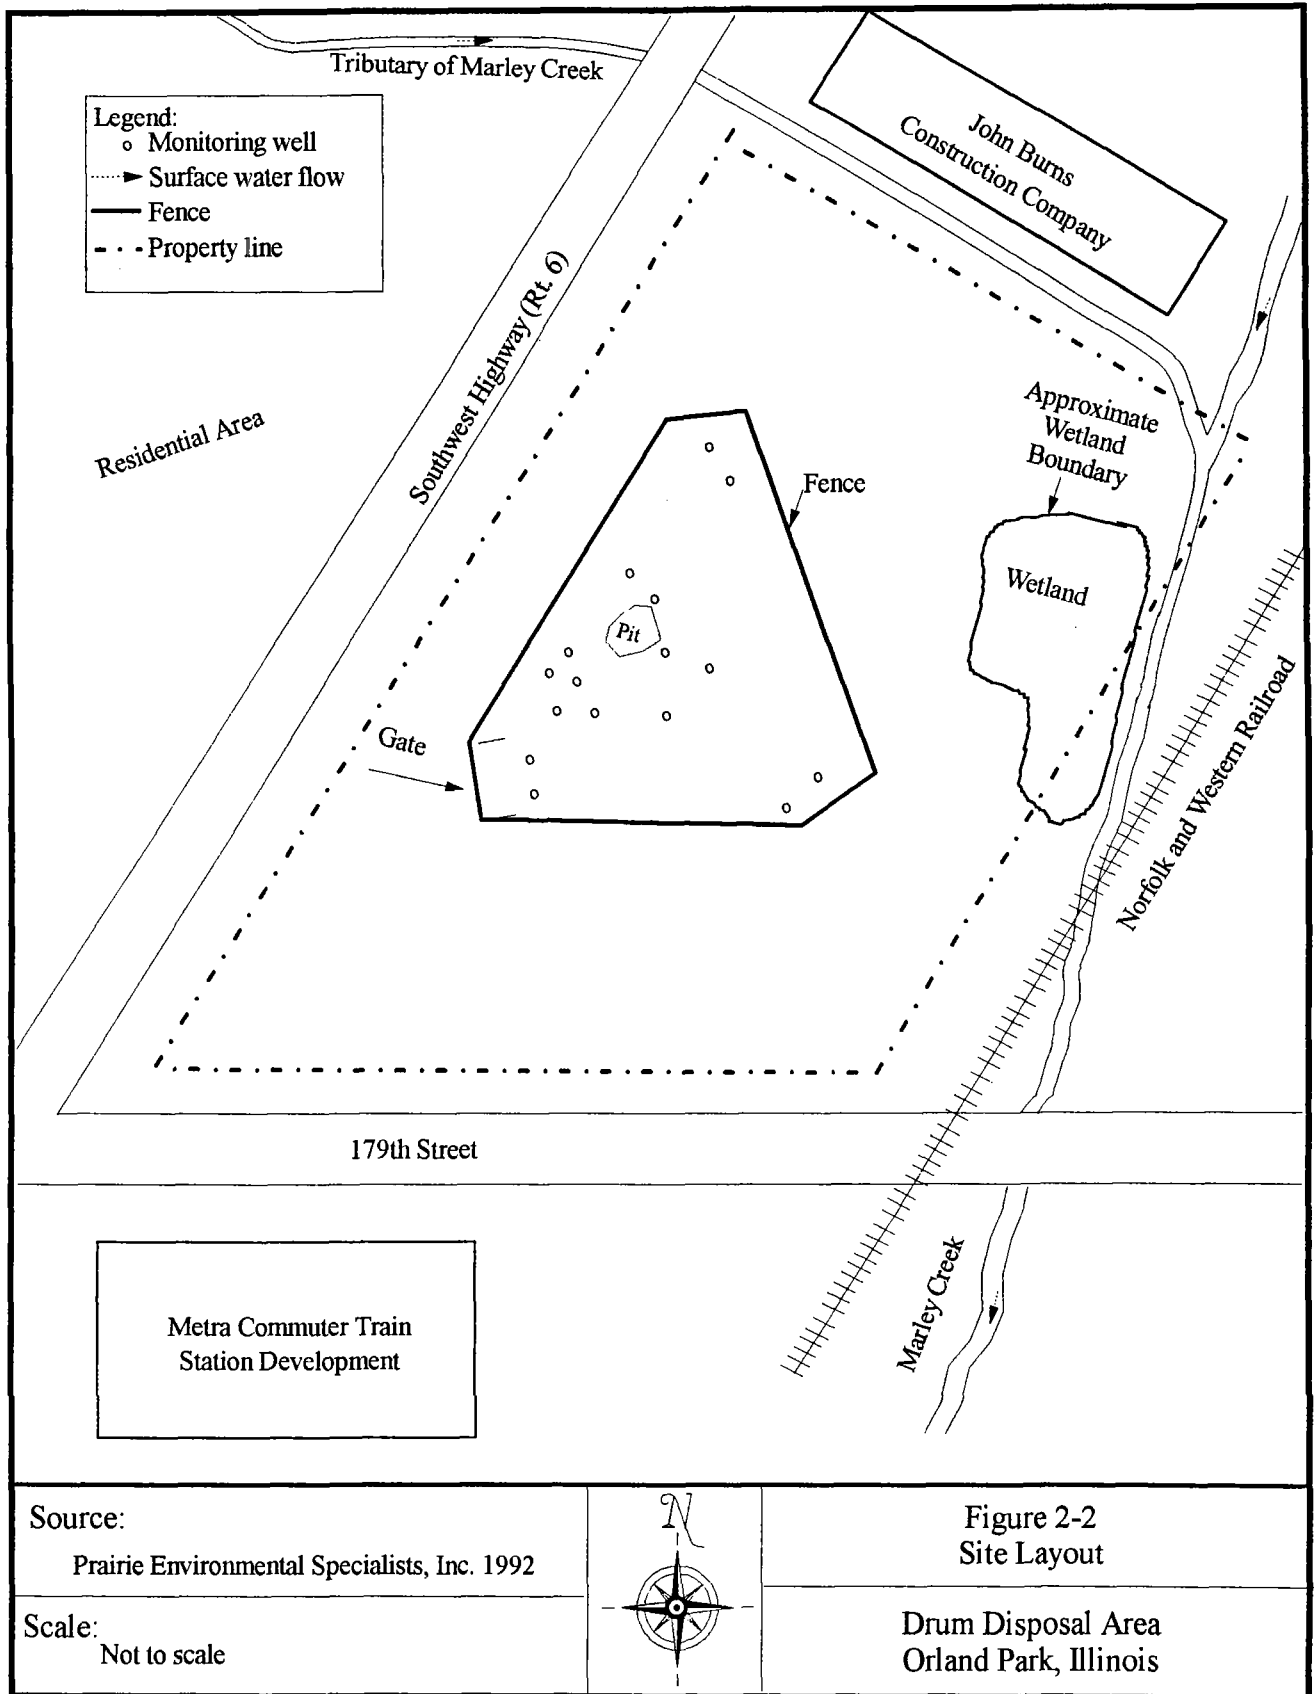 Tributary of Marley Creek
Legend:
Monitoring well
Surface water flow
Fence
Property line
John Burns
Construction Company
Southwest Highway (Rt. 6)
Residential Area
Approximate
Wetland
Boundary
Fence
Wetland
Pit
Gate
Norfolk and Western Railroad
179th Street
Marley Creek
Metra Commuter Train
Station Development
Source:
Prairie Environmental Specialists, Inc. 1992
Scale:
Not to scale
N
Figure 2-2
Site Layout
Drum Disposal Area
Orland Park, Illinois